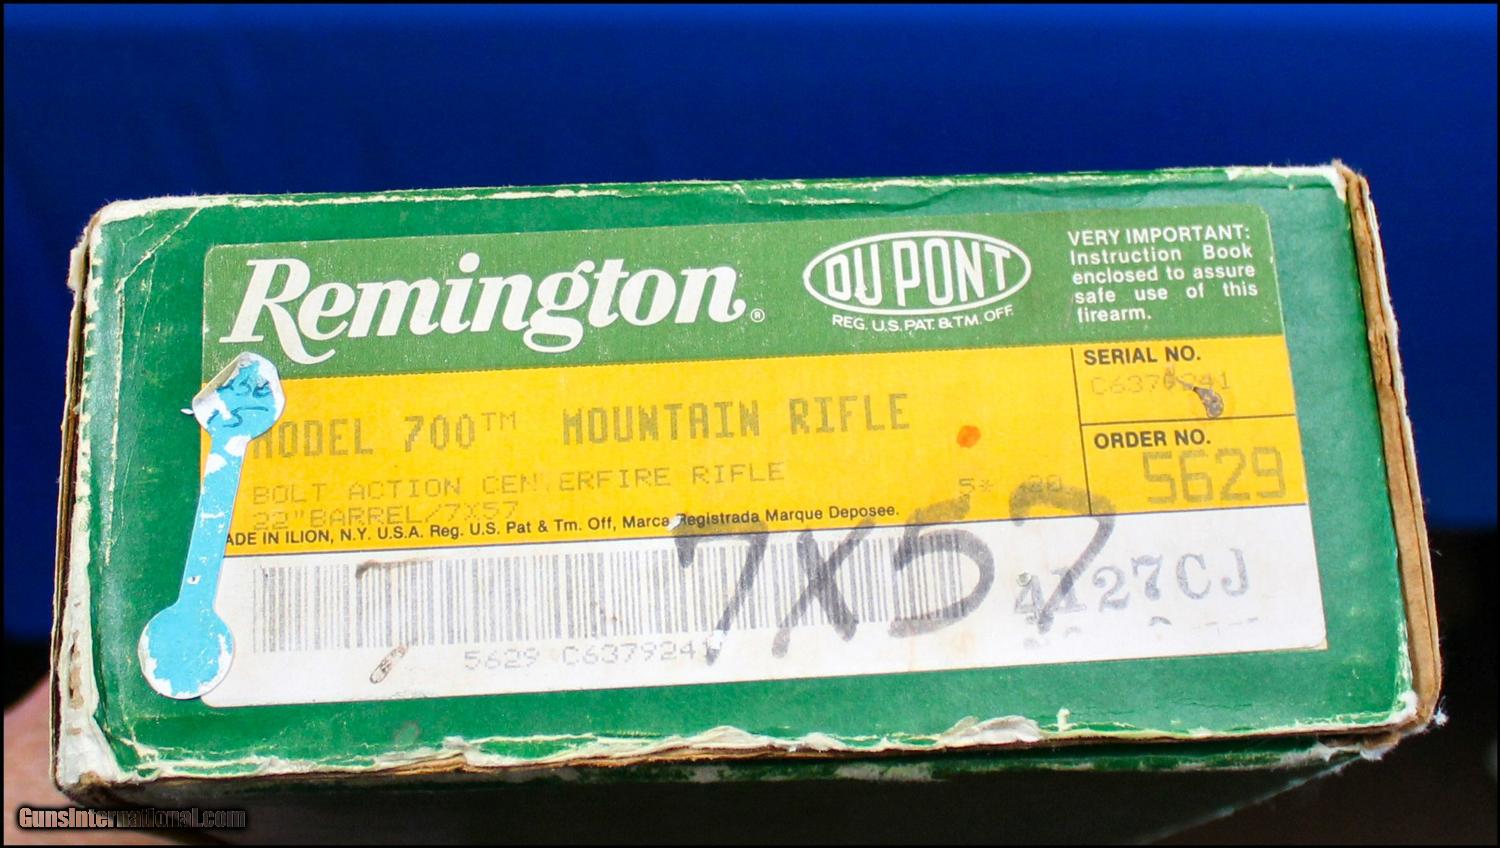 Remington®
DU PONT
REG. U.S. PAT. & TM. OFF.
VERY IMPORTANT:
Instruction Book
enclosed to assure
safe use of this
firearm.
MODEL 700™ MOUNTAIN RIFLE
BOLT ACTION CENTERFIRE RIFLE
22"BARREL/7X57
MADE IN ILION, N.Y. U.S.A. Reg. U.S. Pat & Tm. Off, Marca Registrada Marque Deposee.
SERIAL NO.
C6379241
ORDER NO.
5629
7X57
5629 C6379241
4127CJ
GunsInternational.com